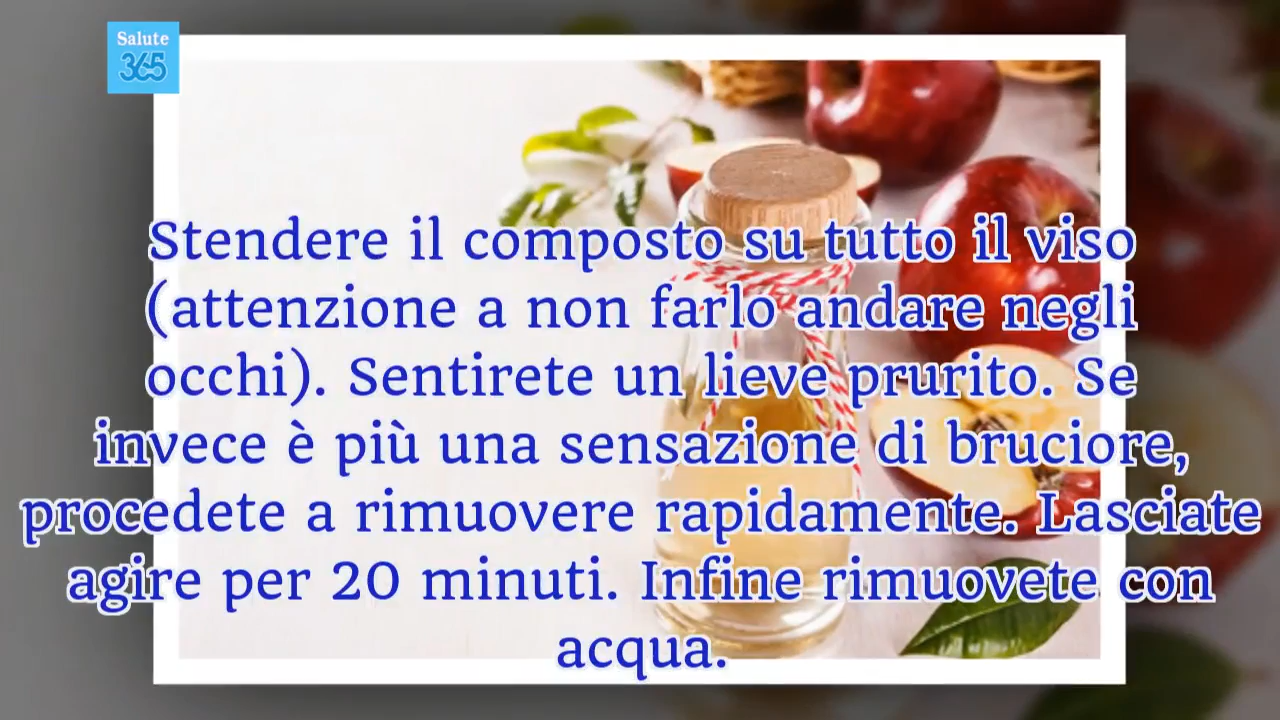 Salute
365
Stendere il composto su tutto il viso
(attenzione a non farlo andare negli
occhi). Sentirete un lieve prurito. Se
invece è più una sensazione di bruciore,
procedete a rimuovere rapidamente. Lasciate
agire per 20 minuti. Infine rimuovete con
acqua.